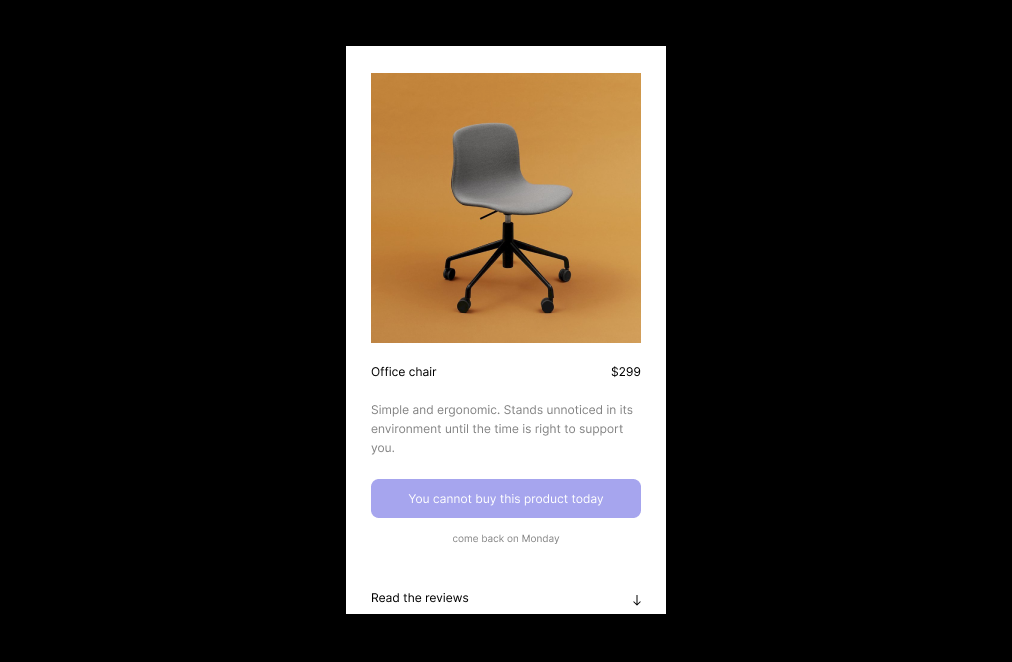 Office chair
$299
Simple and ergonomic. Stands unnoticed in its
environment until the time is right to support
you.
You cannot buy this product today
come back on Monday
Read the reviews